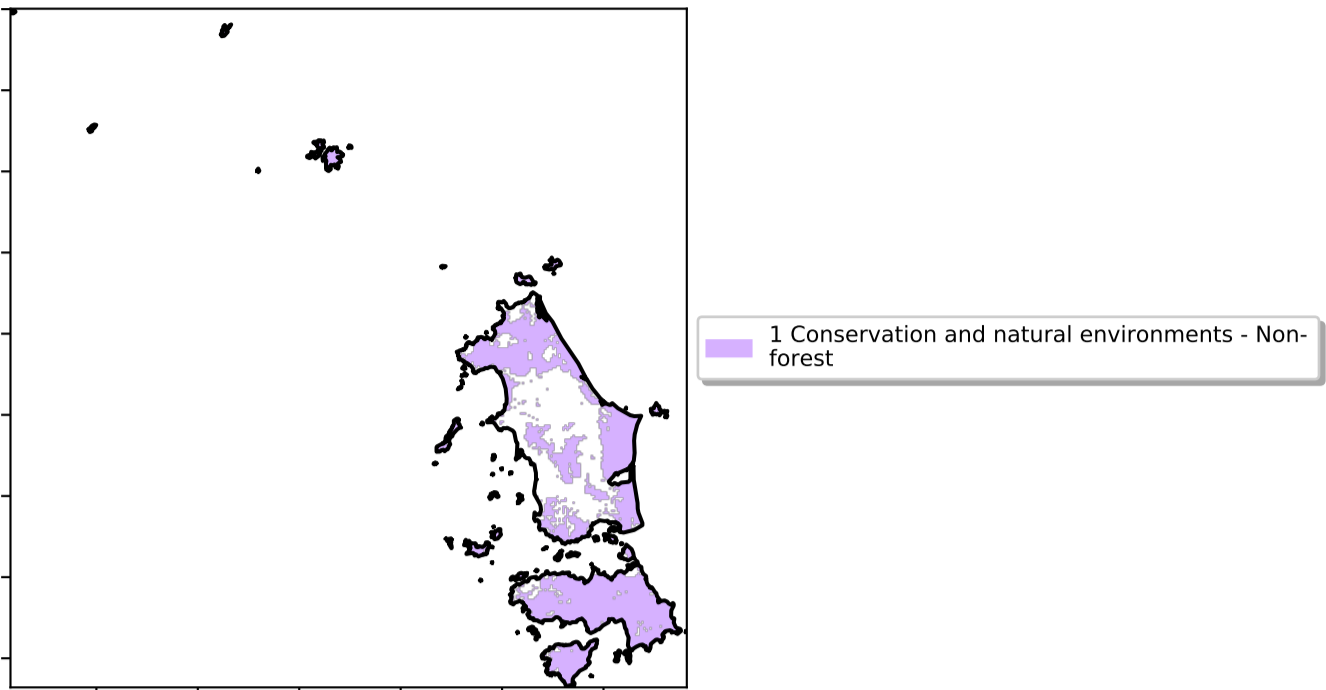 1 Conservation and natural environments - Non-
forest